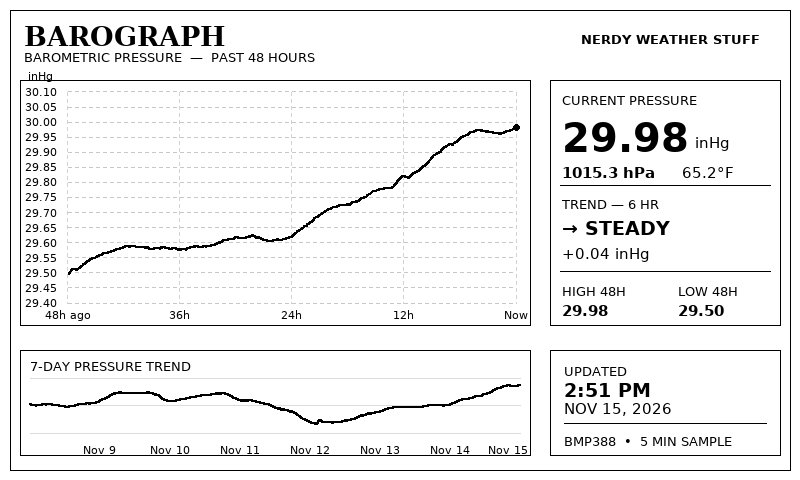 BAROGRAPH
BAROMETRIC PRESSURE — PAST 48 HOURS
NERDY WEATHER STUFF
inHg
30.10
30.05
30.00
29.95
29.90
29.85
29.80
29.75
29.70
29.65
29.60
29.55
29.50
29.45
29.40
48h ago 36h 24h 12h Now
CURRENT PRESSURE
29.98 inHg
1015.3 hPa 65.2°F
TREND — 6 HR
→ STEADY
+0.04 inHg
HIGH 48H LOW 48H
29.98 29.50
7-DAY PRESSURE TREND
Nov 9 Nov 10 Nov 11 Nov 12 Nov 13 Nov 14 Nov 15
UPDATED
2:51 PM
NOV 15, 2026
BMP388 • 5 MIN SAMPLE